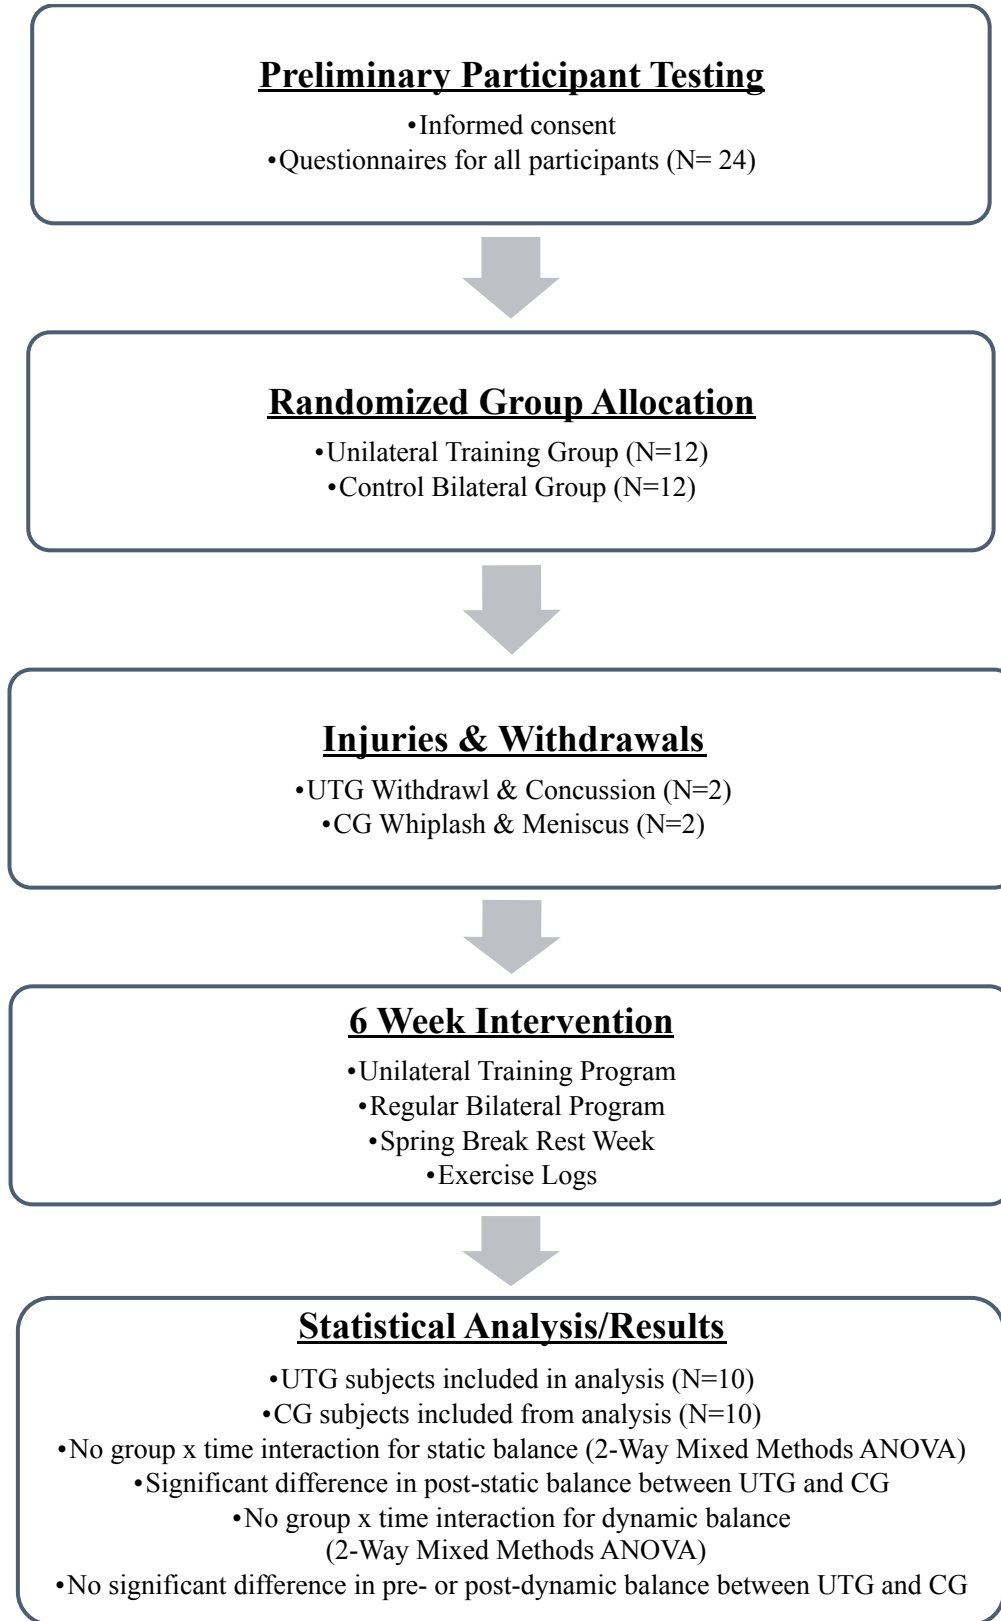 Preliminary Participant Testing
•Informed consent
•Questionnaires for all participants (N= 24)
Randomized Group Allocation
•Unilateral Training Group (N=12)
•Control Bilateral Group (N=12)
Injuries & Withdrawals
•UTG Withdrawl & Concussion (N=2)
•CG Whiplash & Meniscus (N=2)
6 Week Intervention
•Unilateral Training Program
•Regular Bilateral Program
•Spring Break Rest Week
•Exercise Logs
Statistical Analysis/Results
•UTG subjects included in analysis (N=10)
•CG subjects included from analysis (N=10)
•No group x time interaction for static balance (2-Way Mixed Methods ANOVA)
•Significant difference in post-static balance between UTG and CG
•No group x time interaction for dynamic balance
(2-Way Mixed Methods ANOVA)
•No significant difference in pre- or post-dynamic balance between UTG and CG